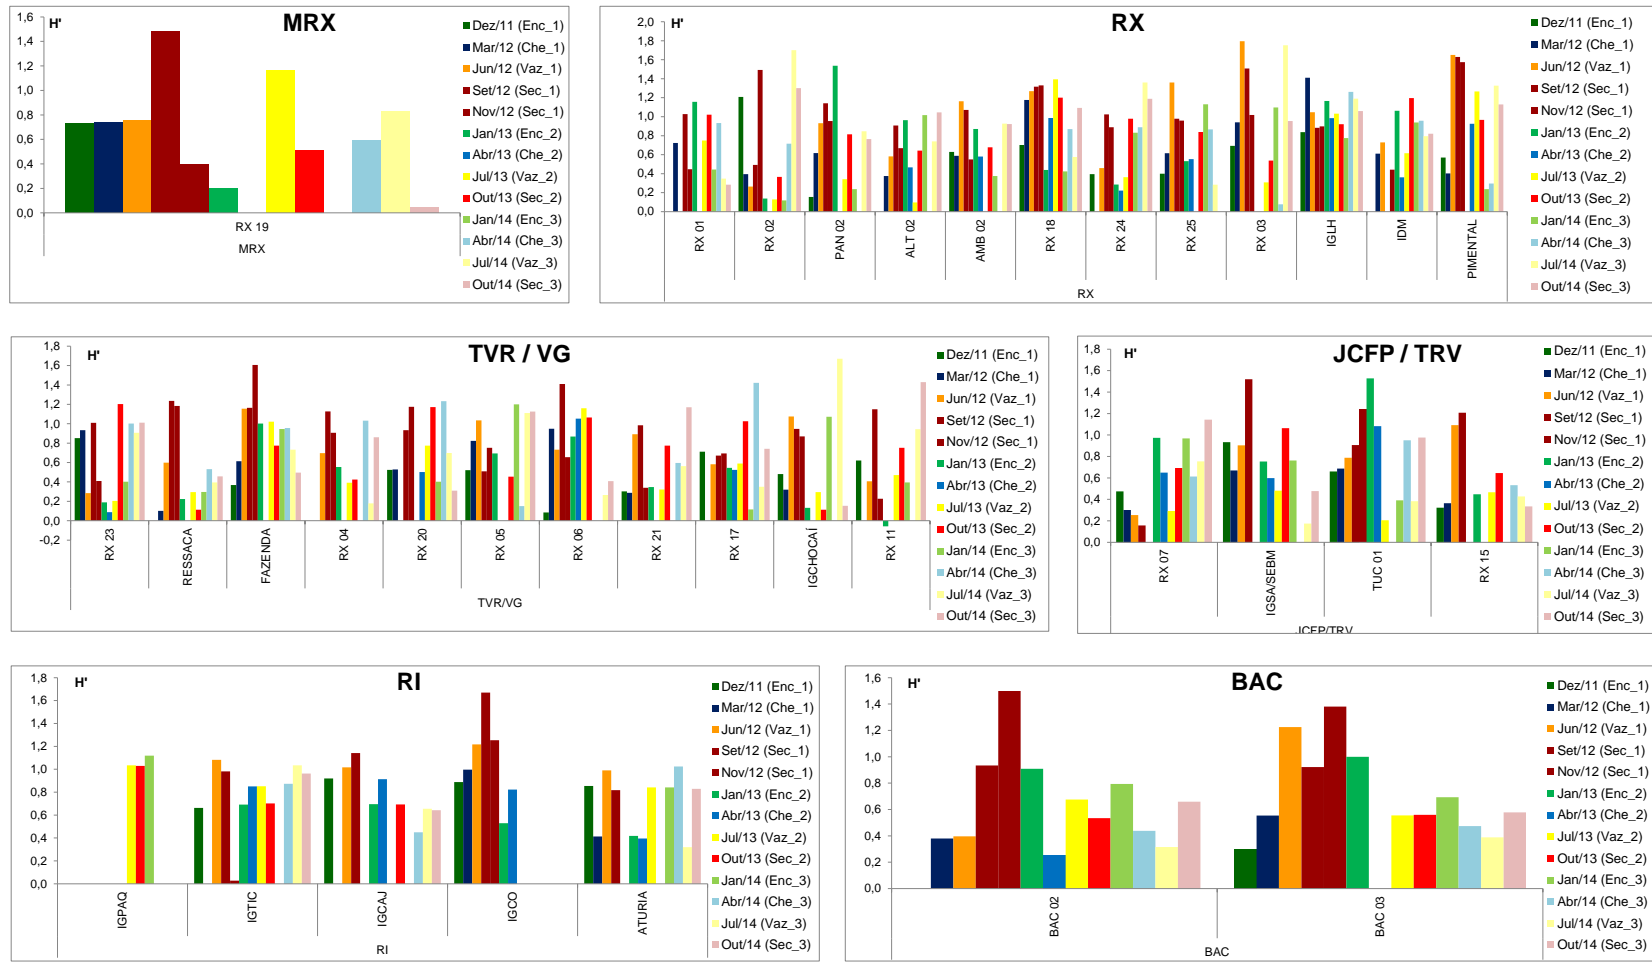 MRX
H'
1,6
1,4
1,2
1,0
0,8
0,6
0,4
0,2
0,0
RX 19
MRX
Dez/11 (Enc_1)
Mar/12 (Che_1)
Jun/12 (Vaz_1)
Set/12 (Sec_1)
Nov/12 (Sec_1)
Jan/13 (Enc_2)
Abr/13 (Che_2)
Jul/13 (Vaz_2)
Out/13 (Sec_2)
Jan/14 (Enc_3)
Abr/14 (Che_3)
Jul/14 (Vaz_3)
Out/14 (Sec_3)
RX
H'
2,0
1,8
1,6
1,4
1,2
1,0
0,8
0,6
0,4
0,2
0,0
RX 01
RX 02
PAN 02
ALT 02
AMB 02
RX 18
RX 24
RX 25
RX 03
IGLH
IDM
PIMENTAL
RX
Dez/11 (Enc_1)
Mar/12 (Che_1)
Jun/12 (Vaz_1)
Set/12 (Sec_1)
Nov/12 (Sec_1)
Jan/13 (Enc_2)
Abr/13 (Che_2)
Jul/13 (Vaz_2)
Out/13 (Sec_2)
Jan/14 (Enc_3)
Abr/14 (Che_3)
Jul/14 (Vaz_3)
Out/14 (Sec_3)
TVR / VG
H'
1,8
1,6
1,4
1,2
1,0
0,8
0,6
0,4
0,2
0,0
-0,2
RX 23
RESSACA
FAZENDA
RX 04
RX 20
RX 05
RX 06
RX 21
RX 17
IGCHOCAÍ
RX 11
TVR/VG
Dez/11 (Enc_1)
Mar/12 (Che_1)
Jun/12 (Vaz_1)
Set/12 (Sec_1)
Nov/12 (Sec_1)
Jan/13 (Enc_2)
Abr/13 (Che_2)
Jul/13 (Vaz_2)
Out/13 (Sec_2)
Jan/14 (Enc_3)
Abr/14 (Che_3)
Jul/14 (Vaz_3)
Out/14 (Sec_3)
JCFP / TRV
H'
1,8
1,6
1,4
1,2
1,0
0,8
0,6
0,4
0,2
0,0
RX 07
IGSA/SEBM
TUC 01
RX 15
JCFP/TRV
Dez/11 (Enc_1)
Mar/12 (Che_1)
Jun/12 (Vaz_1)
Set/12 (Sec_1)
Nov/12 (Sec_1)
Jan/13 (Enc_2)
Abr/13 (Che_2)
Jul/13 (Vaz_2)
Out/13 (Sec_2)
Jan/14 (Enc_3)
Abr/14 (Che_3)
Jul/14 (Vaz_3)
Out/14 (Sec_3)
RI
H'
1,8
1,6
1,4
1,2
1,0
0,8
0,6
0,4
0,2
0,0
IGPAQ
IGTIC
IGCAJ
IGCO
ATURIA
RI
Dez/11 (Enc_1)
Mar/12 (Che_1)
Jun/12 (Vaz_1)
Set/12 (Sec_1)
Nov/12 (Sec_1)
Jan/13 (Enc_2)
Abr/13 (Che_2)
Jul/13 (Vaz_2)
Out/13 (Sec_2)
Jan/14 (Enc_3)
Abr/14 (Che_3)
Jul/14 (Vaz_3)
Out/14 (Sec_3)
BAC
H'
1,6
1,4
1,2
1,0
0,8
0,6
0,4
0,2
0,0
BAC 02
BAC 03
BAC
Dez/11 (Enc_1)
Mar/12 (Che_1)
Jun/12 (Vaz_1)
Set/12 (Sec_1)
Nov/12 (Sec_1)
Jan/13 (Enc_2)
Abr/13 (Che_2)
Jul/13 (Vaz_2)
Out/13 (Sec_2)
Jan/14 (Enc_3)
Abr/14 (Che_3)
Jul/14 (Vaz_3)
Out/14 (Sec_3)